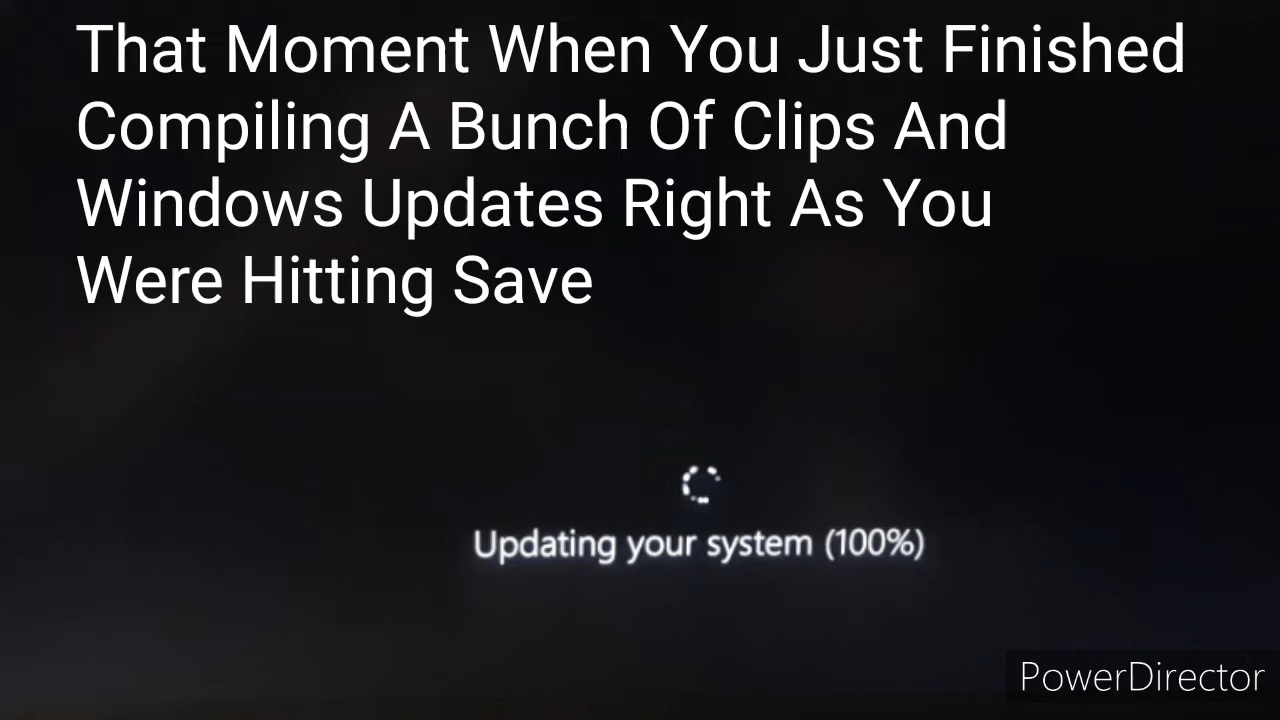 That Moment When You Just Finished
Compiling A Bunch Of Clips And
Windows Updates Right As You
Were Hitting Save
Updating your system (100%)
PowerDirector